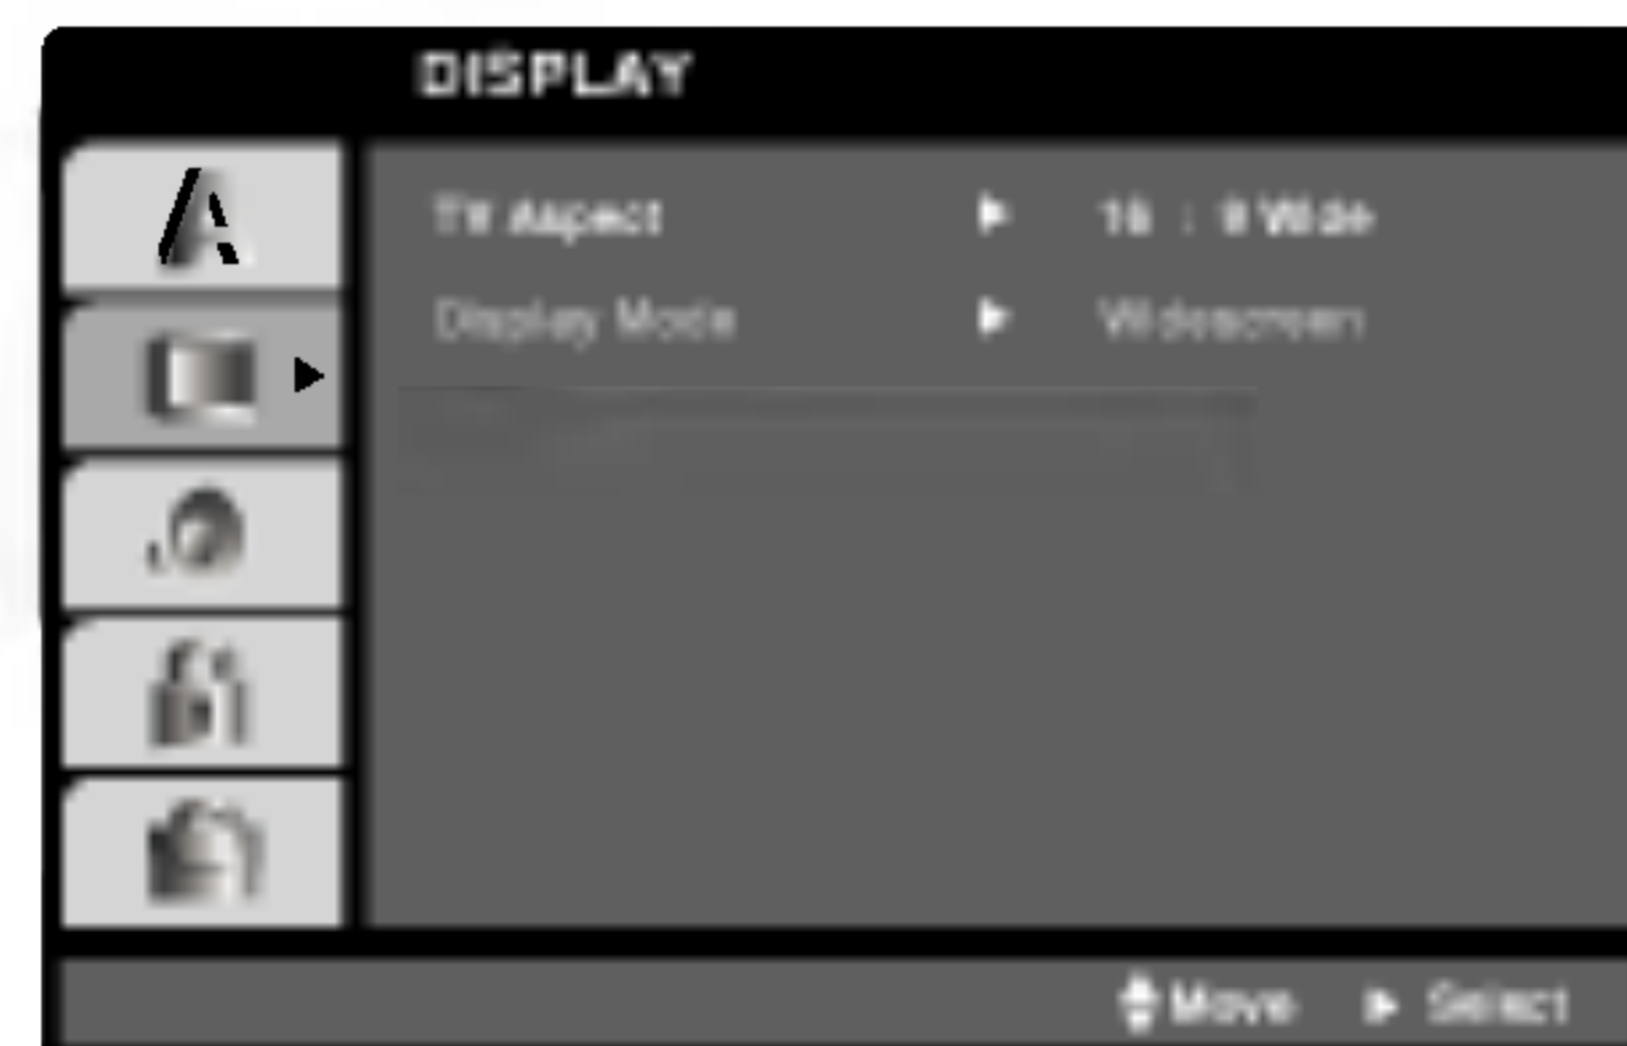 DISPLAY
TV Aspect ▶ 16 : 9 Wide
Display Mode ▶ Widescreen
Move ▶ Select